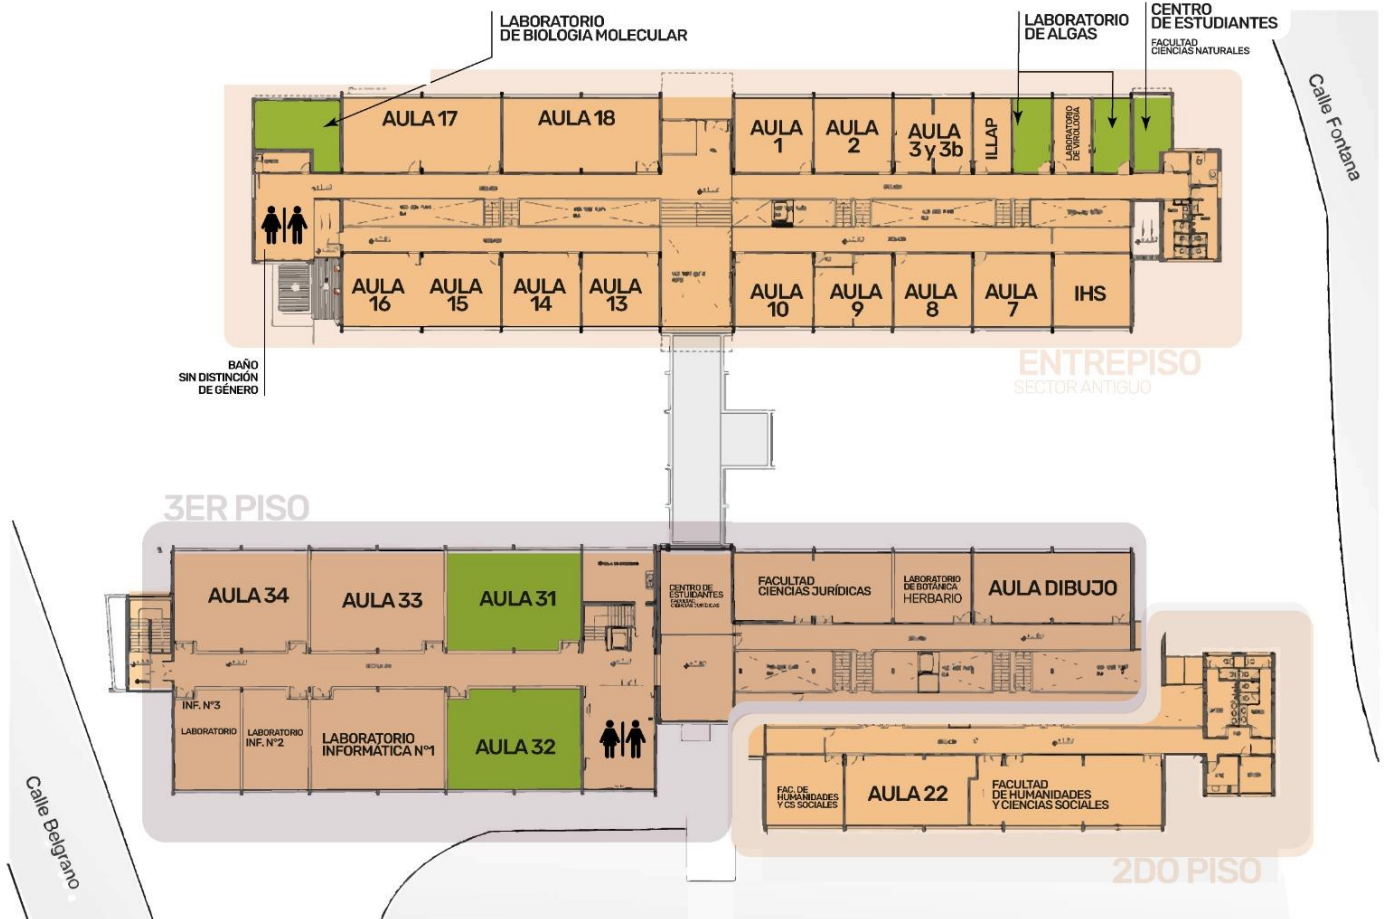 LABORATORIO
DE BIOLOGIA MOLECULAR
LABORATORIO
DE ALGAS
CENTRO
DE ESTUDIANTES
FACULTAD
CIENCIAS NATURALES
Calle Fontana
AULA 17
AULA 18
AULA
1
AULA
2
AULA
3 y 3b
ILLAP
LABORATORIO
DE VIROLOGÍA
AULA
16
AULA
15
AULA
14
AULA
13
AULA
10
AULA
9
AULA
8
AULA
7
IHS
BAÑO
SIN DISTINCIÓN
DE GÉNERO
ENTREPISO
SECTOR ANTIGUO
3ER PISO
AULA 34
AULA 33
AULA 31
CENTRO DE
ESTUDIANTES
FACULTAD
CIENCIAS JURÍDICAS
FACULTAD
CIENCIAS JURÍDICAS
LABORATORIO
DE BOTÁNICA
HERBARIO
AULA DIBUJO
INF. N°3
LABORATORIO
LABORATORIO
INF. N°2
LABORATORIO
INFORMÁTICA N°1
AULA 32
FAC. DE
HUMANIDADES
Y CS SOCIALES
AULA 22
FACULTAD
DE HUMANIDADES
Y CIENCIAS SOCIALES
2DO PISO
Calle Belgrano